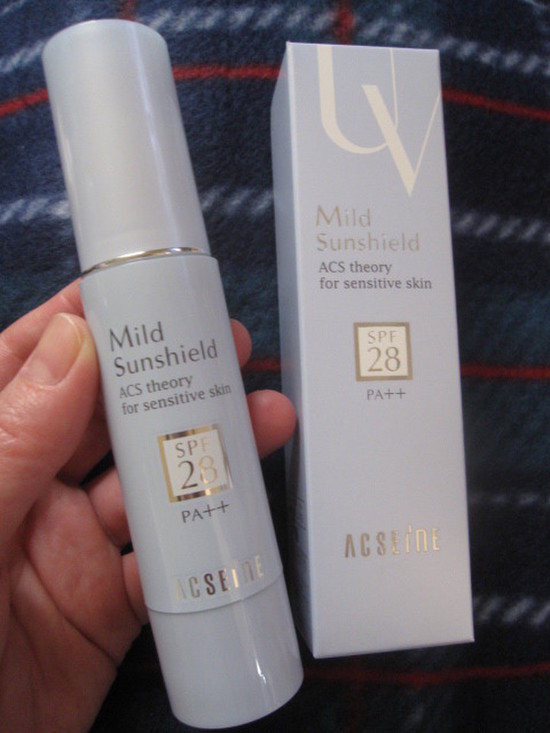 Mild
Sunshield
ACS theory
for sensitive skin
SPF
28
PA++
ACSEINE
UV
Mild
Sunshield
ACS theory
for sensitive skin
SPF
28
PA++
ACSEINE